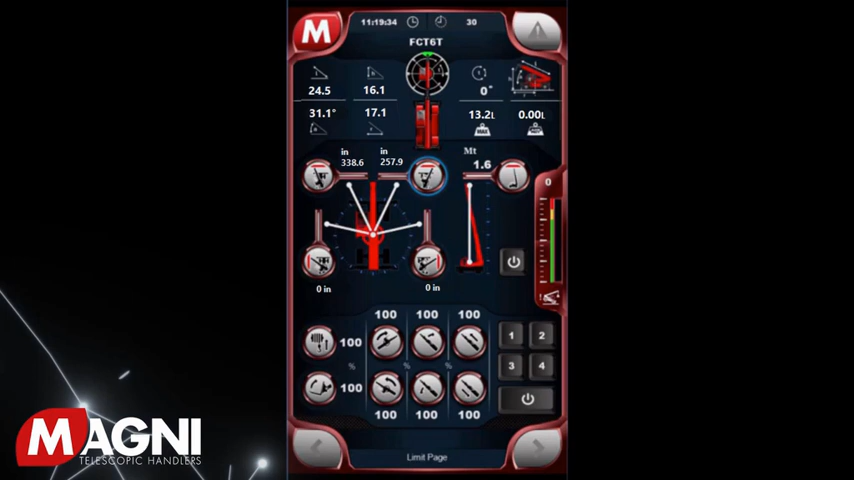 M
11:19:34
30
FCT6T
24.5
16.1
0°
31.1°
17.1
13.2L
0.00L
MAX
in
338.6
in
257.9
Mt
1.6
0
0 in
0 in
100
100
100
100
%
%
%
100
100
100
100
1
2
3
4
Limit Page
MAGNI
TELESCOPIC HANDLERS